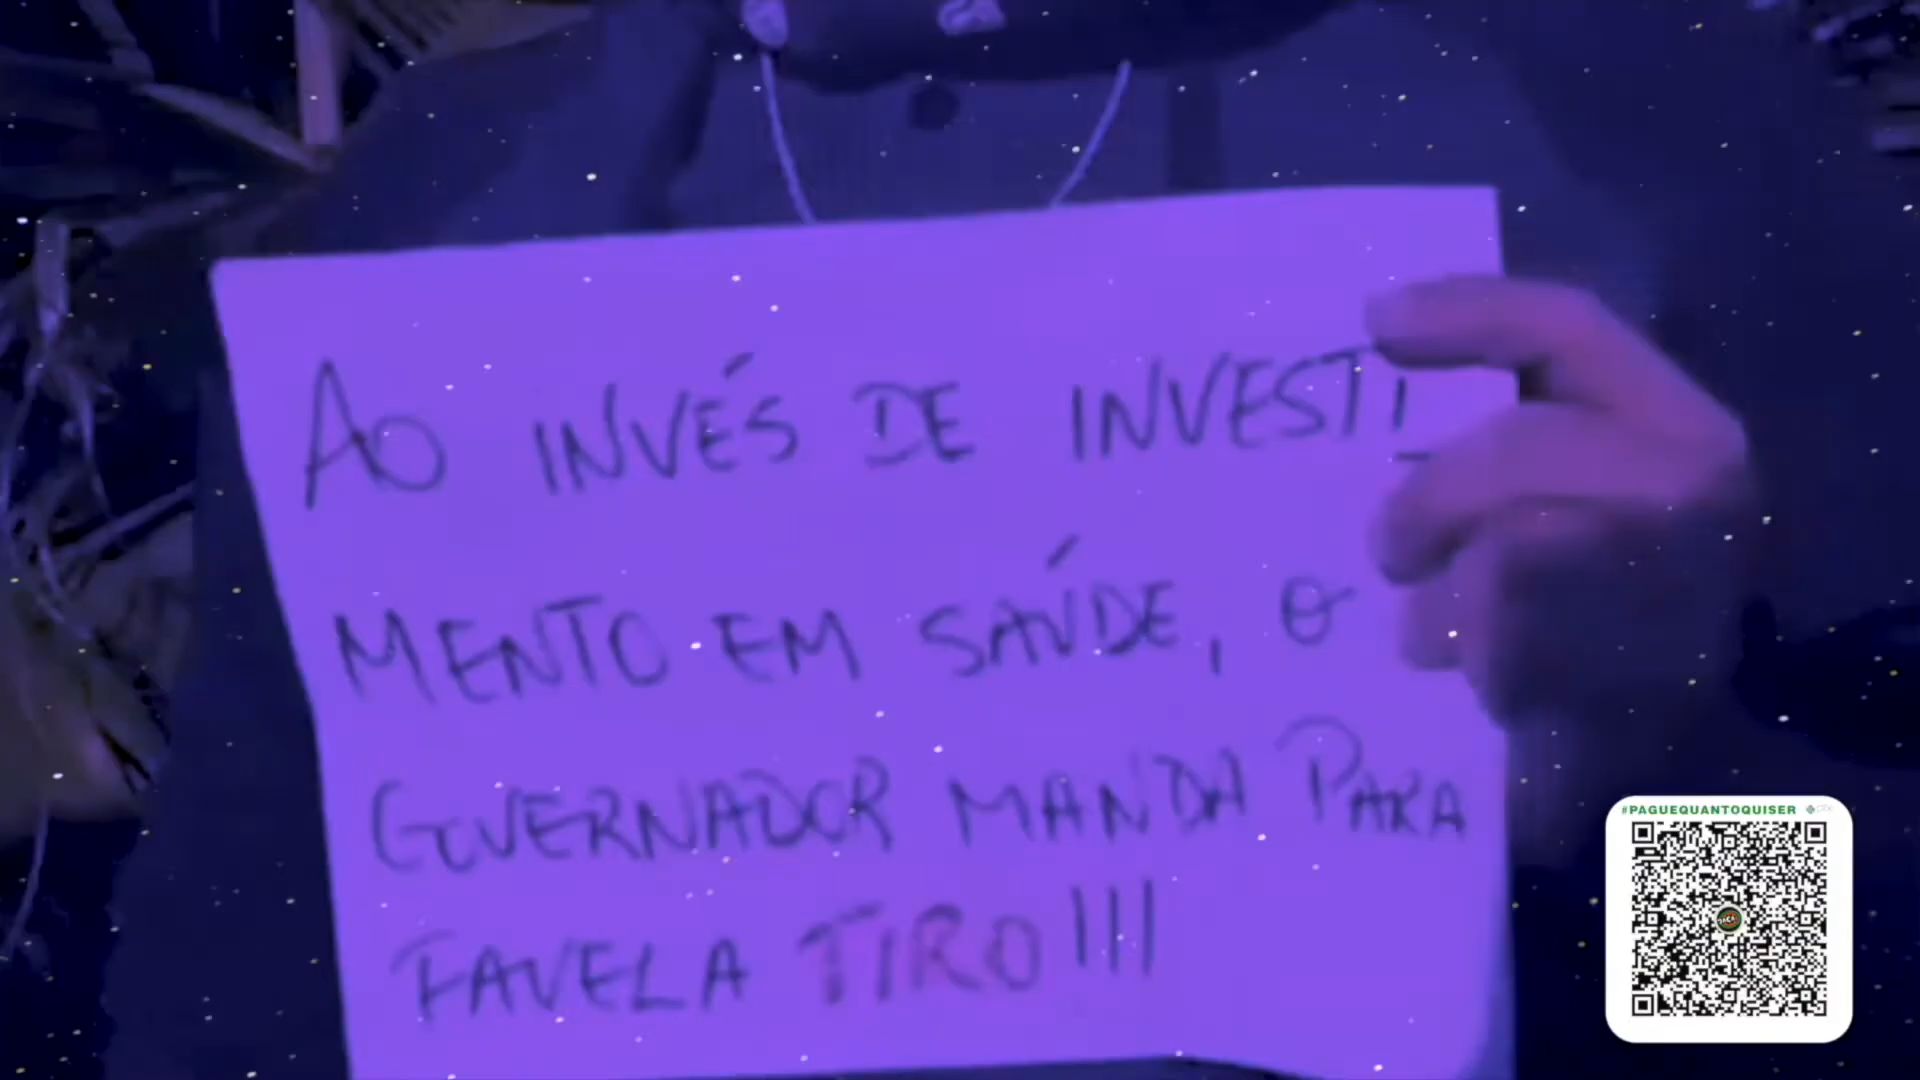 AO INVÉS DE INVESTI_
MENTO EM SAÚDE, O
GOVERNADOR MANDA PARA
FAVELA TIRO!!!
#PAGUEQUANTOQUISER